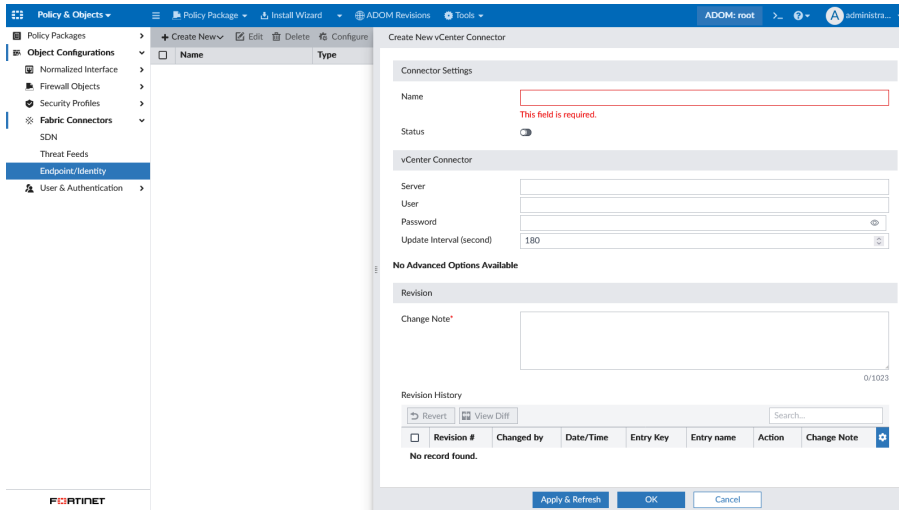 Policy & Objects
Policy Package
Install Wizard
ADOM Revisions
Tools
ADOM: root
>_
?
A administra...
Policy Packages
Object Configurations
Normalized Interface
Firewall Objects
Security Profiles
Fabric Connectors
SDN
Threat Feeds
Endpoint/Identity
User & Authentication
FORTINET
+ Create New
Edit
Delete
Configure
Name
Type
Create New vCenter Connector
Connector Settings
Name
This field is required.
Status
vCenter Connector
Server
User
Password
Update Interval (second)
180
No Advanced Options Available
Revision
Change Note*
0/1023
Revision History
Revert
View Diff
Search...
Revision # Changed by Date/Time Entry Key Entry name Action Change Note
No record found.
Apply & Refresh
OK
Cancel